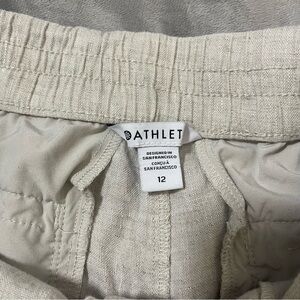 ATHLET
DESIGNED IN
SAN FRANCISCO
CONÇU À
SAN FRANCISCO
12